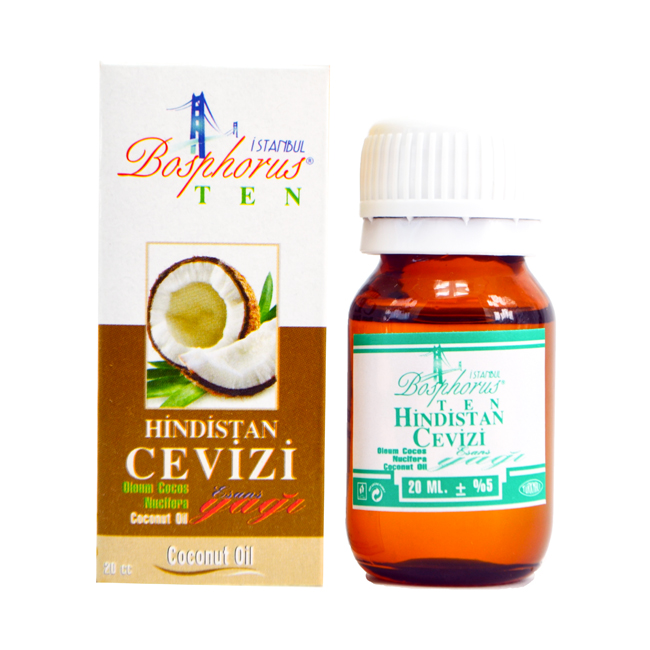 İSTANBUL
Bosphorus®
TEN
HİNDİSTAN
CEVİZİ
Oleum Cocos
Nucifera
Coconut Oil
Esans
yağı
Coconut Oil
20 cc
İSTANBUL
Bosphorus®
TEN
HİNDİSTAN
CEVİZİ
Oleum Cocos
Nucifera
Coconut Oil
Esans
yağı
20 ML. ± %5